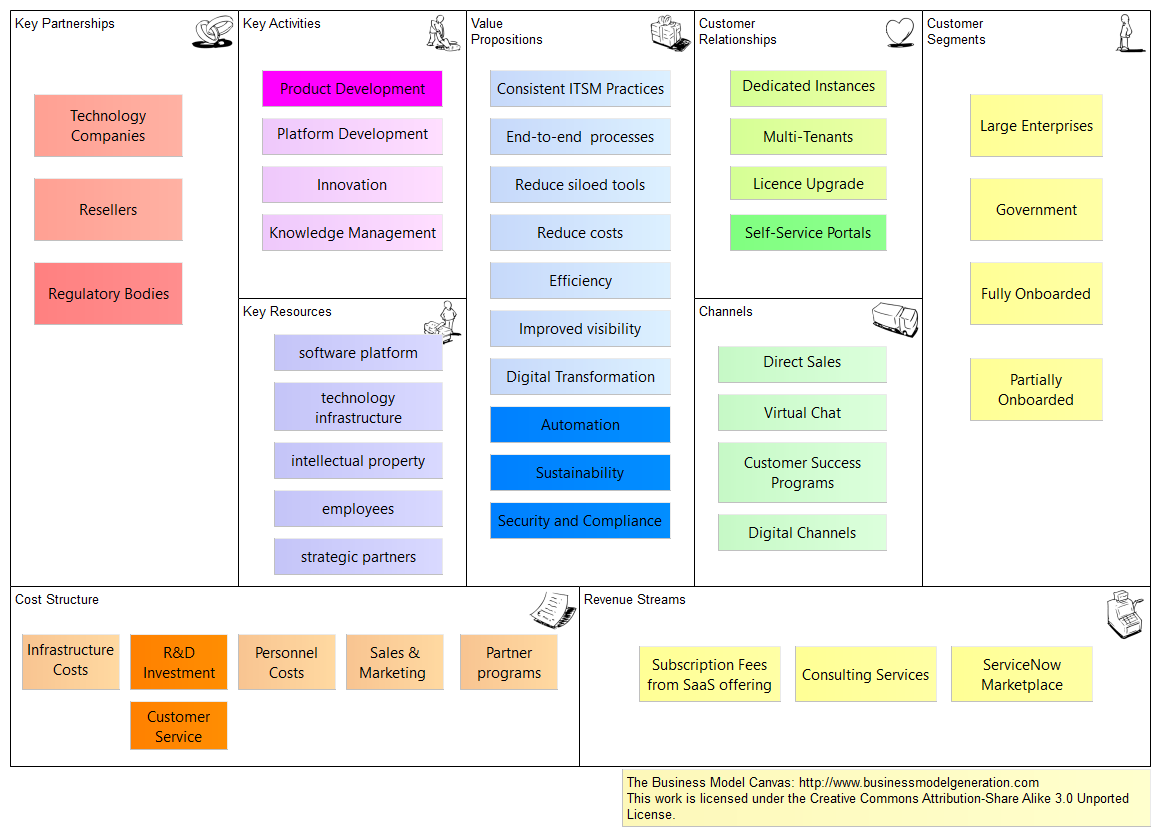 Key Partnerships
Technology
Companies
Resellers
Regulatory Bodies
Key Activities
Product Development
Platform Development
Innovation
Knowledge Management
Key Resources
software platform
technology
infrastructure
intellectual property
employees
strategic partners
Value
Propositions
Consistent ITSM Practices
End-to-end processes
Reduce siloed tools
Reduce costs
Efficiency
Improved visibility
Digital Transformation
Automation
Sustainability
Security and Compliance
Customer
Relationships
Dedicated Instances
Multi-Tenants
Licence Upgrade
Self-Service Portals
Channels
Direct Sales
Virtual Chat
Customer Success
Programs
Digital Channels
Customer
Segments
Large Enterprises
Government
Fully Onboarded
Partially
Onboarded
Cost Structure
Infrastructure
Costs
R&D
Investment
Personnel
Costs
Sales &
Marketing
Partner
programs
Customer
Service
Revenue Streams
Subscription Fees
from SaaS offering
Consulting Services
ServiceNow
Marketplace
The Business Model Canvas: http://www.businessmodelgeneration.com
This work is licensed under the Creative Commons Attribution-Share Alike 3.0 Unported
License.